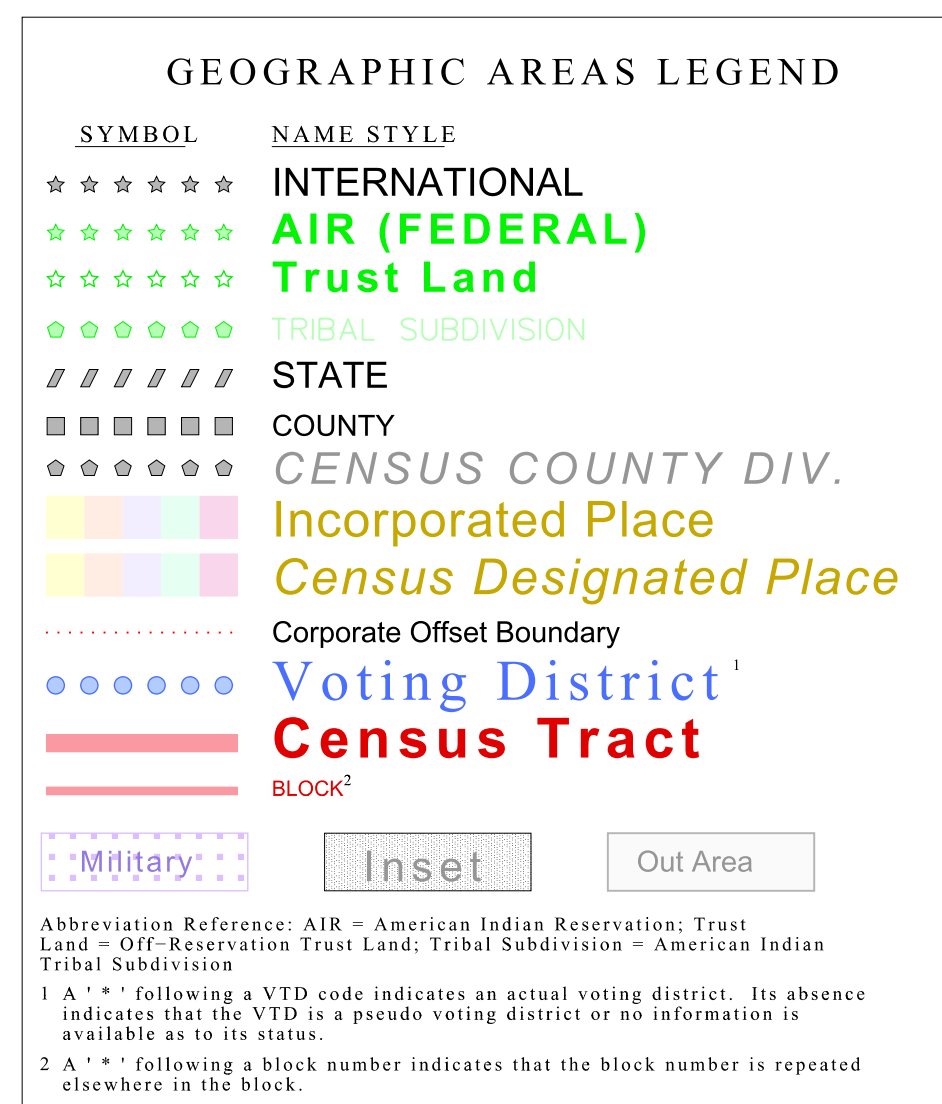 GEOGRAPHIC AREAS LEGEND
SYMBOL NAME STYLE
INTERNATIONAL
AIR (FEDERAL)
Trust Land
TRIBAL SUBDIVISION
STATE
COUNTY
CENSUS COUNTY DIV.
Incorporated Place
Census Designated Place
Corporate Offset Boundary
Voting District 1
Census Tract
BLOCK2
Military Inset Out Area
Abbreviation Reference: AIR = American Indian Reservation; Trust
Land = Off−Reservation Trust Land; Tribal Subdivision = American Indian
Tribal Subdivision
1 A ' * ' following a VTD code indicates an actual voting district. Its absence
indicates that the VTD is a pseudo voting district or no information is
available as to its status.
2 A ' * ' following a block number indicates that the block number is repeated
elsewhere in the block.